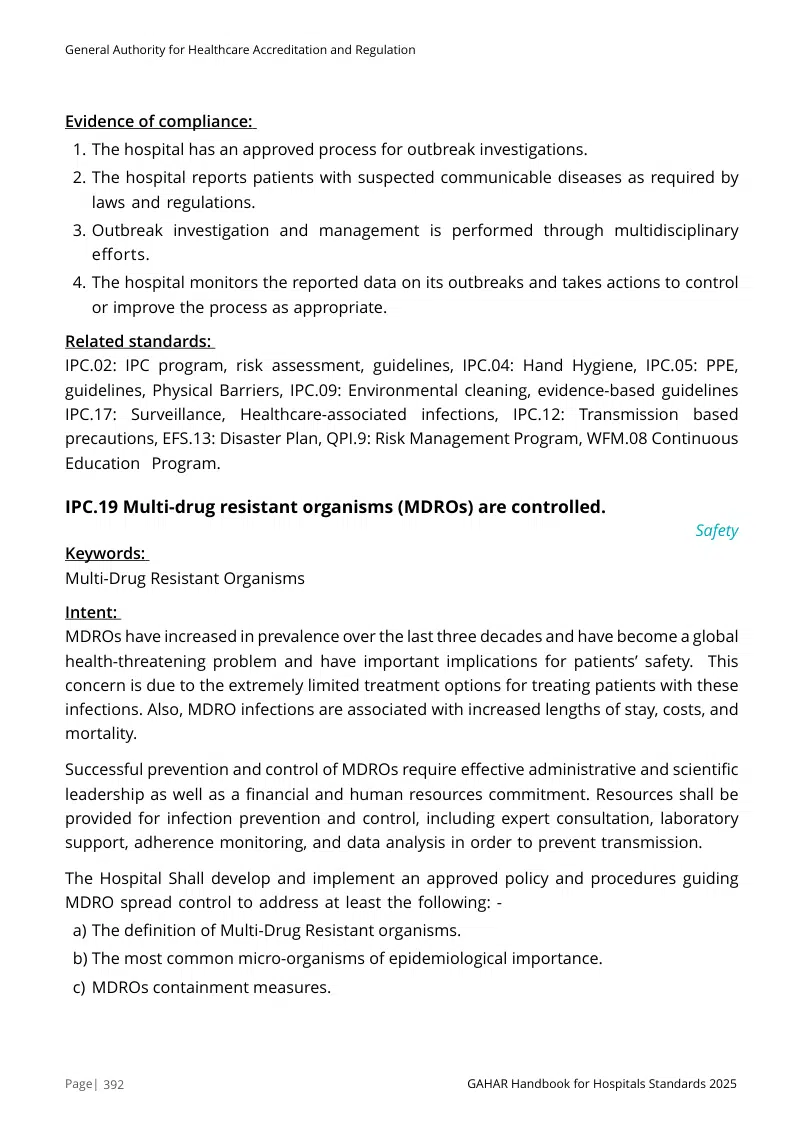 General Authority for Healthcare Accreditation and Regulation
Evidence of compliance:
1. The hospital has an approved process for outbreak investigations.
2. The hospital reports patients with suspected communicable diseases as required by
laws and regulations.
3. Outbreak investigation and management is performed through multidisciplinary
efforts.
4. The hospital monitors the reported data on its outbreaks and takes actions to control
or improve the process as appropriate.
Related standards:
IPC.02: IPC program, risk assessment, guidelines, IPC.04: Hand Hygiene, IPC.05: PPE,
guidelines, Physical Barriers, IPC.09: Environmental cleaning, evidence-based guidelines
IPC.17: Surveillance, Healthcare-associated infections, IPC.12: Transmission based
precautions, EFS.13: Disaster Plan, QPI.9: Risk Management Program, WFM.08 Continuous
Education Program.
IPC.19 Multi-drug resistant organisms (MDROs) are controlled.
Safety
Keywords:
Multi-Drug Resistant Organisms
Intent:
MDROs have increased in prevalence over the last three decades and have become a global
health-threatening problem and have important implications for patients’ safety. This
concern is due to the extremely limited treatment options for treating patients with these
infections. Also, MDRO infections are associated with increased lengths of stay, costs, and
mortality.
Successful prevention and control of MDROs require effective administrative and scientific
leadership as well as a financial and human resources commitment. Resources shall be
provided for infection prevention and control, including expert consultation, laboratory
support, adherence monitoring, and data analysis in order to prevent transmission.
The Hospital Shall develop and implement an approved policy and procedures guiding
MDRO spread control to address at least the following: -
a) The definition of Multi-Drug Resistant organisms.
b) The most common micro-organisms of epidemiological importance.
c) MDROs containment measures.
Page| 392
GAHAR Handbook for Hospitals Standards 2025